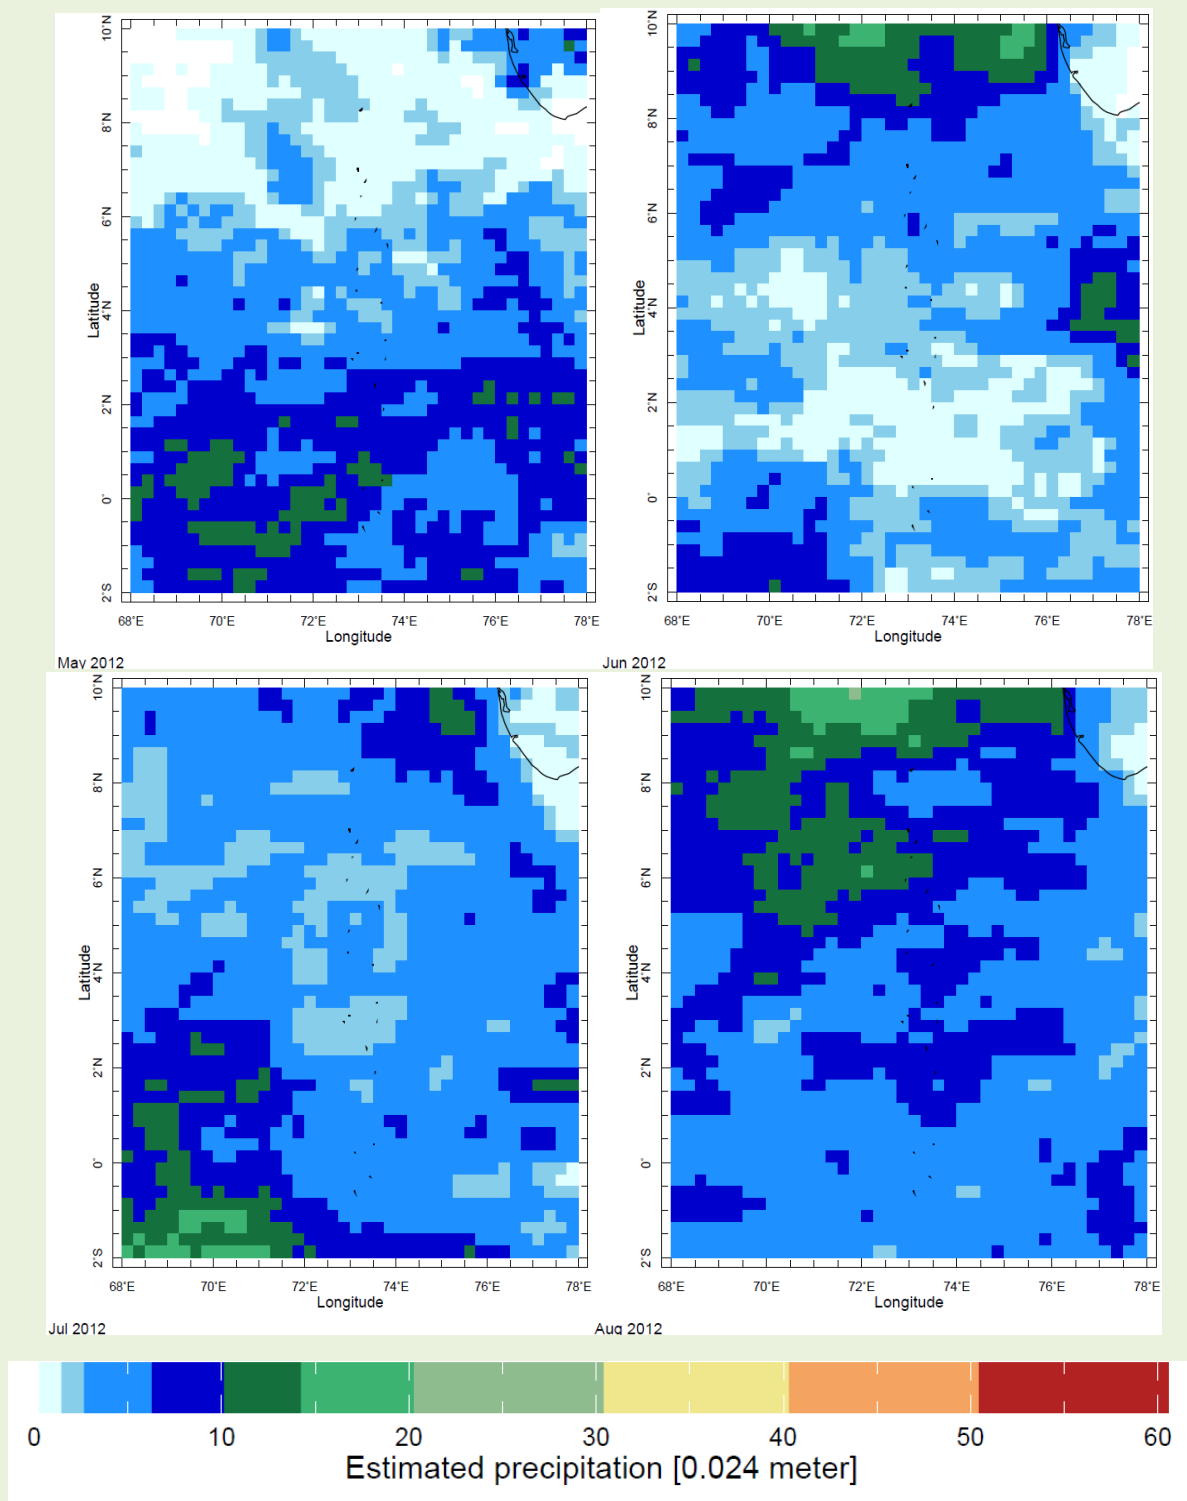 10°N
8°N
6°N
4°N
2°N
0°
2°S
Latitude
68°E 70°E 72°E 74°E 76°E 78°E
Longitude
May 2012
10°N
8°N
6°N
4°N
2°N
0°
2°S
Latitude
68°E 70°E 72°E 74°E 76°E 78°E
Longitude
Jun 2012
10°N
8°N
6°N
4°N
2°N
0°
2°S
Latitude
68°E 70°E 72°E 74°E 76°E 78°E
Longitude
Jul 2012
10°N
8°N
6°N
4°N
2°N
0°
2°S
Latitude
68°E 70°E 72°E 74°E 76°E 78°E
Longitude
Aug 2012
0 10 20 30 40 50 60
Estimated precipitation [0.024 meter]